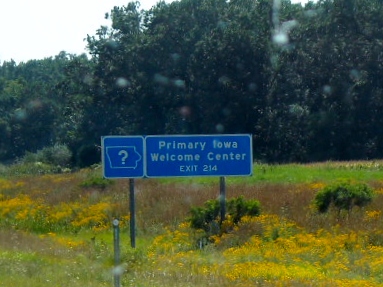 ?
Primary Iowa
Welcome Center
EXIT 214